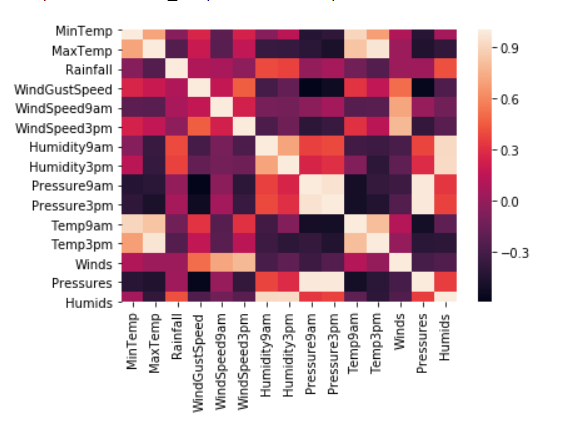 MinTemp
MaxTemp
Rainfall
WindGustSpeed
WindSpeed9am
WindSpeed3pm
Humidity9am
Humidity3pm
Pressure9am
Pressure3pm
Temp9am
Temp3pm
Winds
Pressures
Humids
MinTemp
MaxTemp
Rainfall
WindGustSpeed
WindSpeed9am
WindSpeed3pm
Humidity9am
Humidity3pm
Pressure9am
Pressure3pm
Temp9am
Temp3pm
Winds
Pressures
Humids
0.9
0.6
0.3
0.0
−0.3